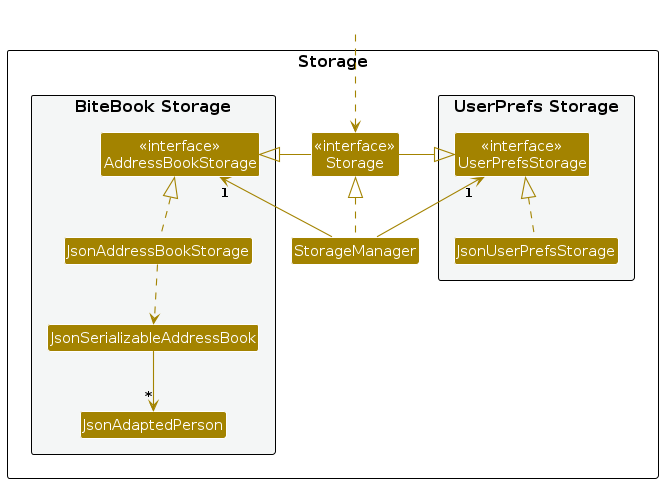 Storage
BiteBook Storage
UserPrefs Storage
«interface»
AddressBookStorage
«interface»
Storage
«interface»
UserPrefsStorage
1
1
JsonAddressBookStorage
StorageManager
JsonUserPrefsStorage
JsonSerializableAddressBook
*
JsonAdaptedPerson